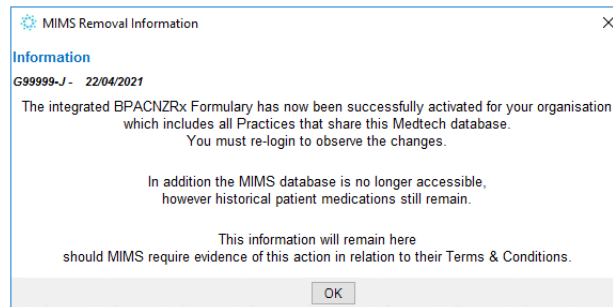 MIMS Removal Information
Information
G99999-J - 22/04/2021
The integrated BPACNZRx Formulary has now been successfully activated for your organisation
which includes all Practices that share this Medtech database.
You must re-login to observe the changes.
In addition the MIMS database is no longer accessible,
however historical patient medications still remain.
This information will remain here
should MIMS require evidence of this action in relation to their Terms & Conditions.
OK